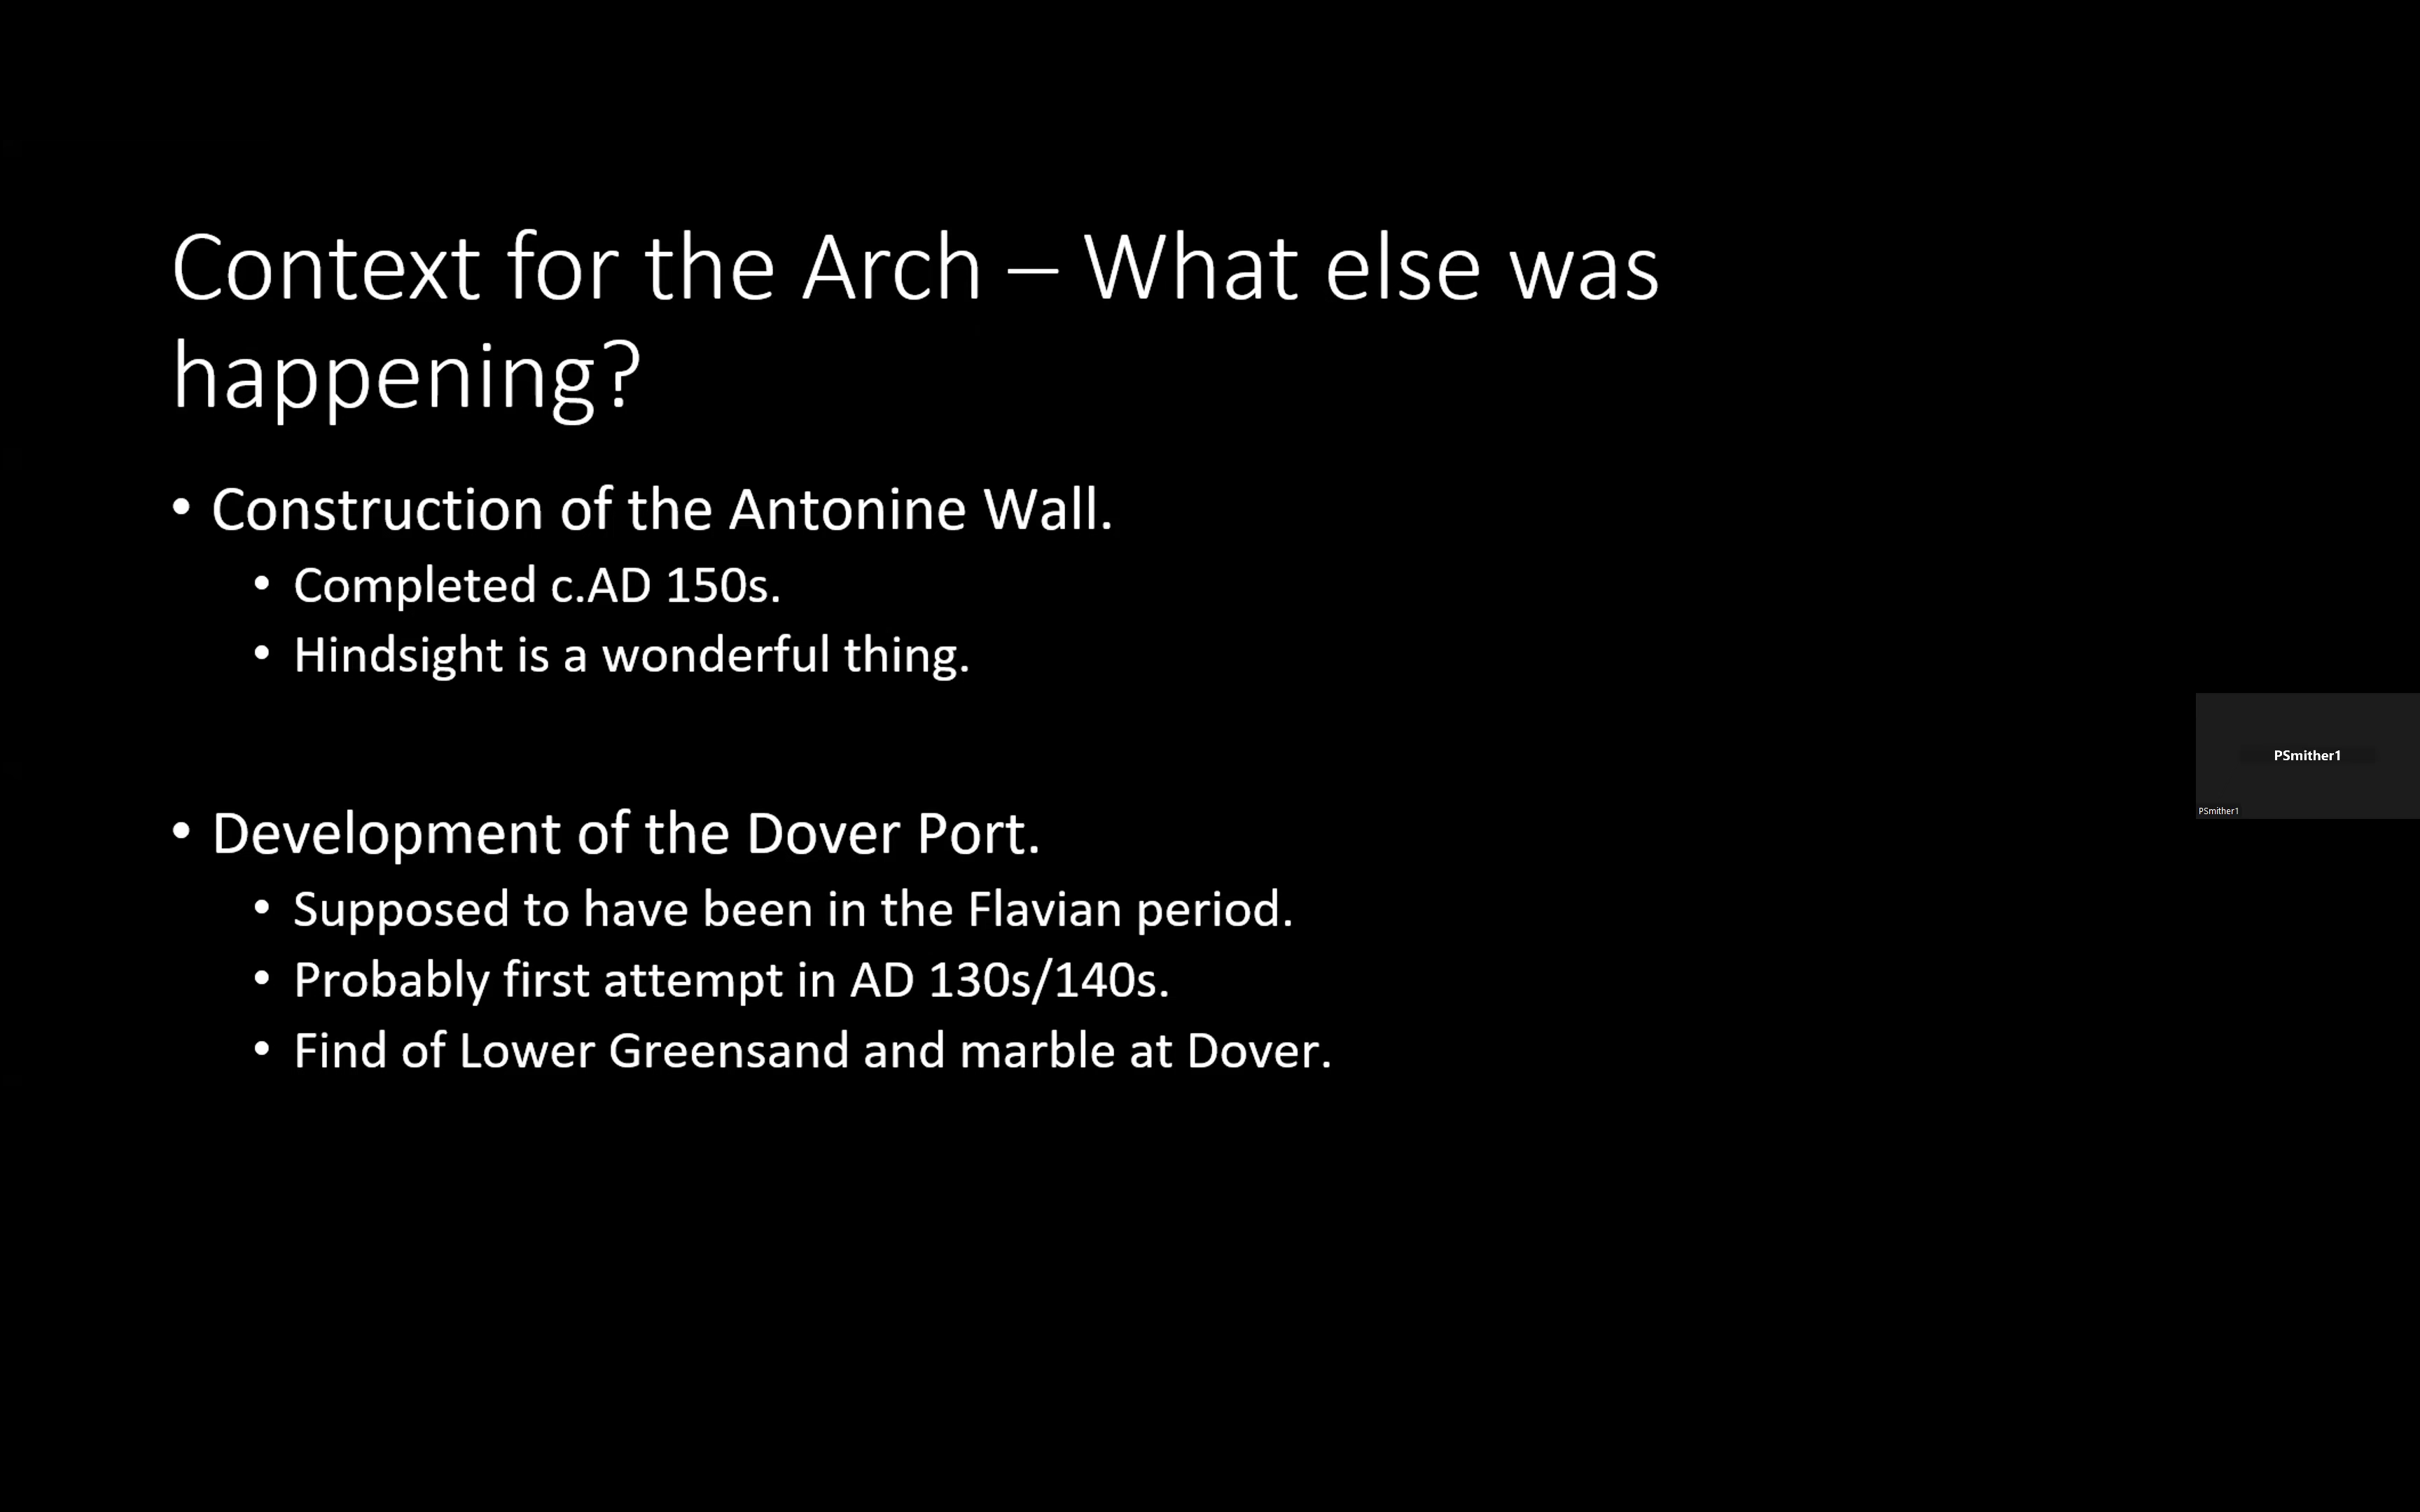 Context for the Arch – What else was
happening?
• Construction of the Antonine Wall.
• Completed c.AD 150s.
• Hindsight is a wonderful thing.
• Development of the Dover Port.
• Supposed to have been in the Flavian period.
• Probably first attempt in AD 130s/140s.
• Find of Lower Greensand and marble at Dover.
PSmither1
PSmither1